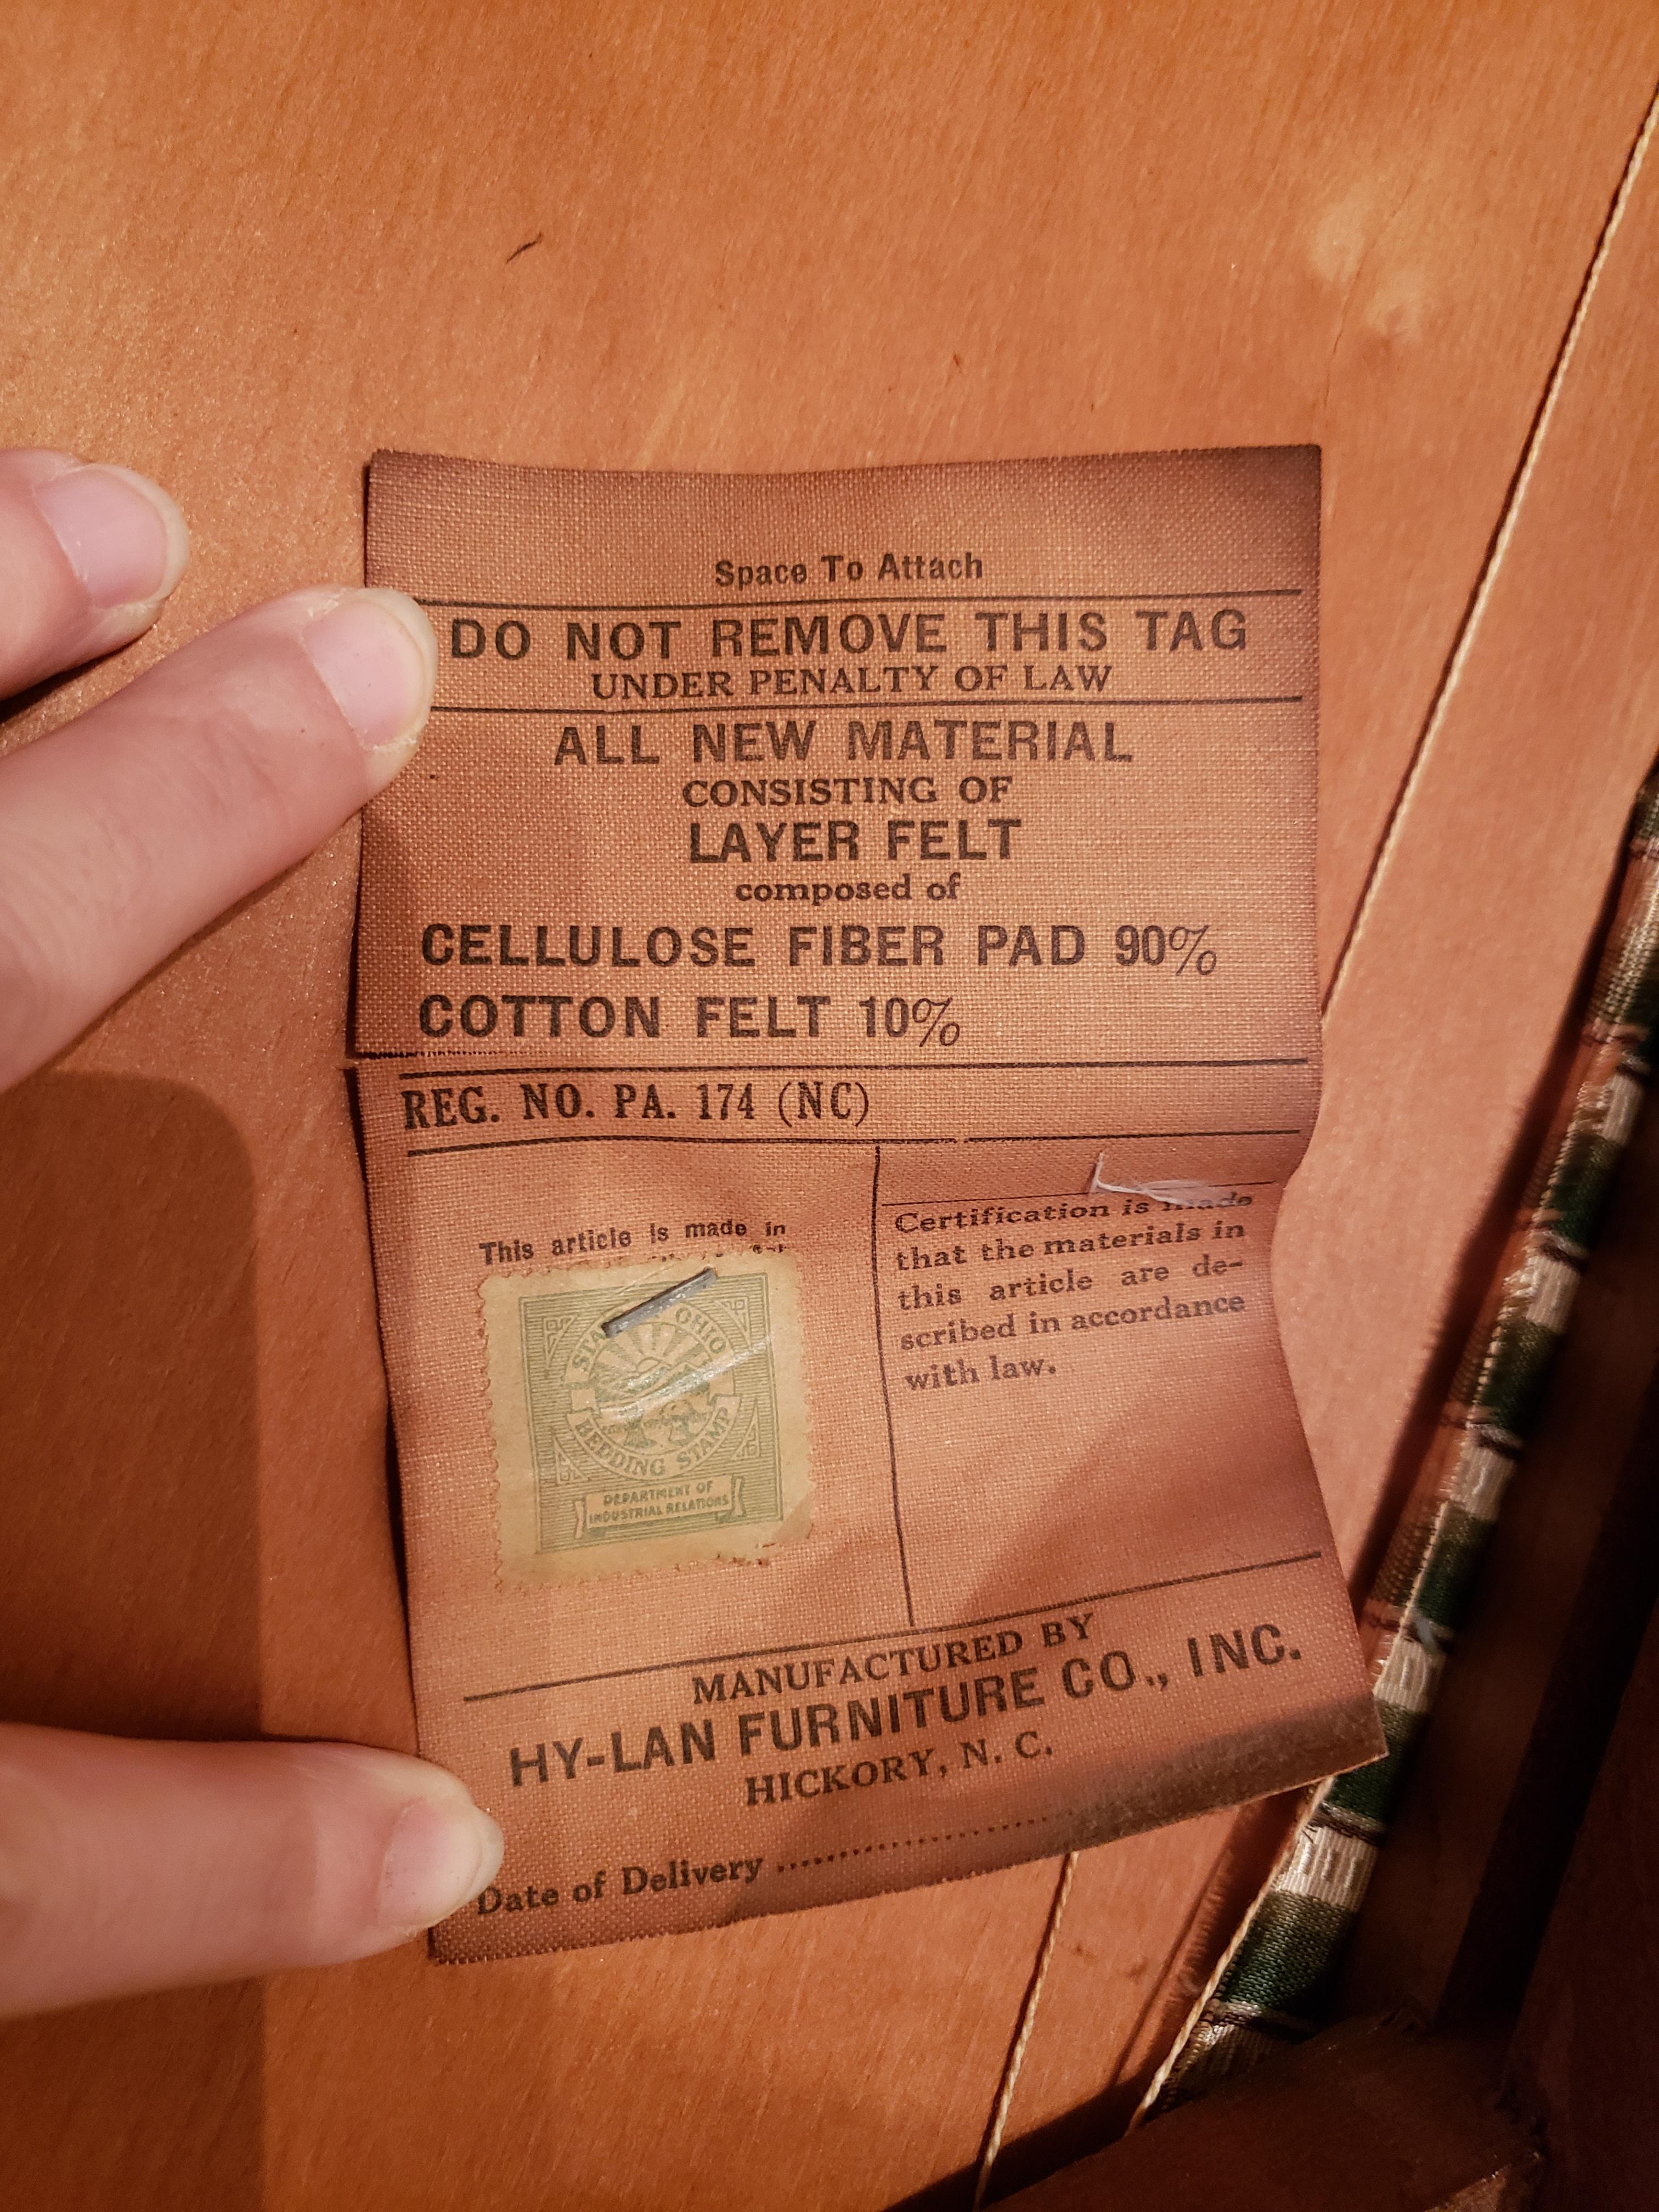 Space To Attach
DO NOT REMOVE THIS TAG
UNDER PENALTY OF LAW
ALL NEW MATERIAL
CONSISTING OF
LAYER FELT
composed of
CELLULOSE FIBER PAD 90%
COTTON FELT 10%
REG. NO. PA. 174 (NC)
This article is made in
OHIO
BEDDING STAMP
DEPARTMENT OF
INDUSTRIAL RELATIONS
Certification is made
that the materials in
this article are de-
scribed in accordance
with law.
MANUFACTURED BY
HY-LAN FURNITURE CO., INC.
HICKORY, N. C.
Date of Delivery ........................